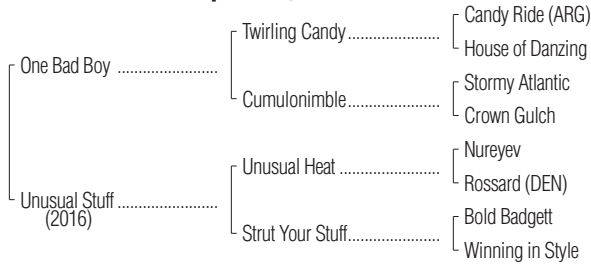 Candy Ride (ARG)
Twirling Candy
House of Danzing
One Bad Boy
Stormy Atlantic
Cumulonimble
Crown Gulch
Nureyev
Unusual Heat
Rossard (DEN)
Unusual Stuff
(2016)
Bold Badgett
Strut Your Stuff
Winning in Style